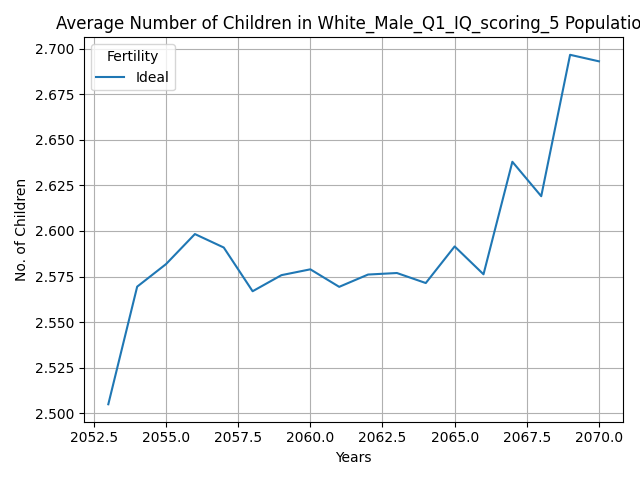 Average Number of Children in White_Male_Q1_IQ_scoring_5 Populatio
Fertility
Ideal
2.700
2.675
2.650
2.625
2.600
2.575
2.550
2.525
2.500
No. of Children
2052.5 2055.0 2057.5 2060.0 2062.5 2065.0 2067.5 2070.0
Years